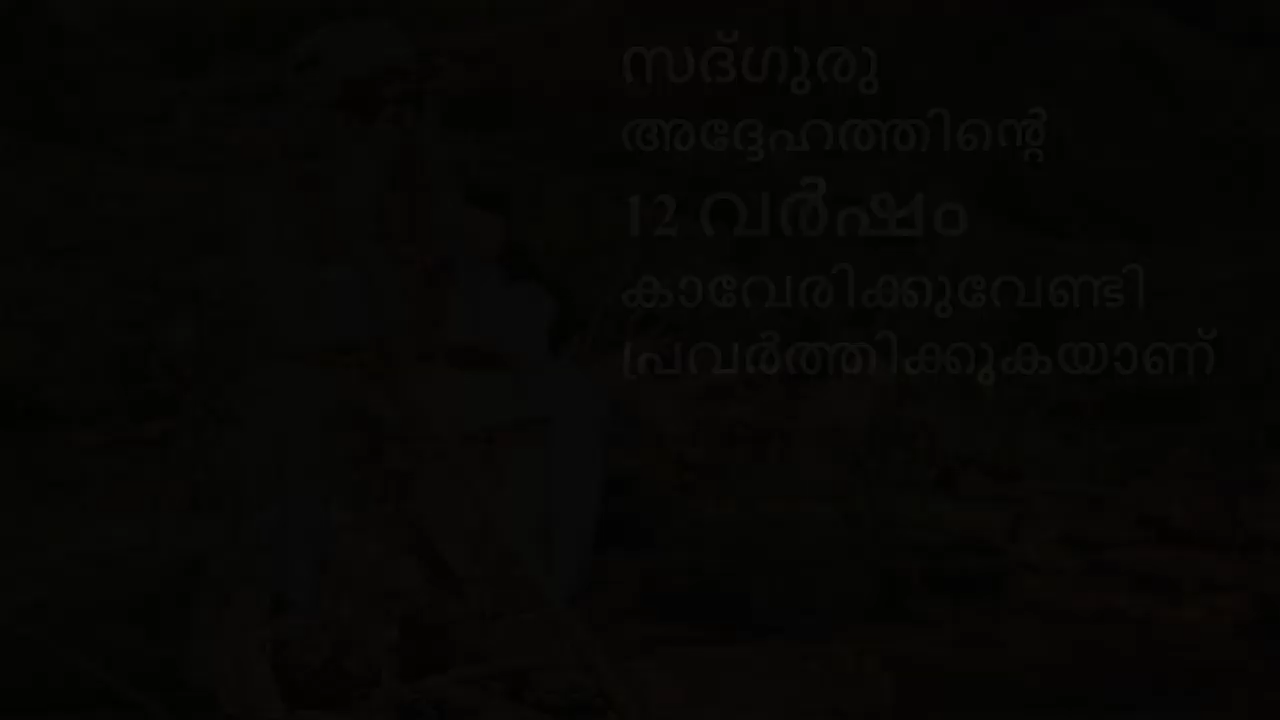 സദ്ഗുരു
അദ്ദേഹത്തിന്റെ
12 വർഷം
കാവേരിക്കുവേണ്ടി
പ്രവർത്തിക്കുകയാണ്